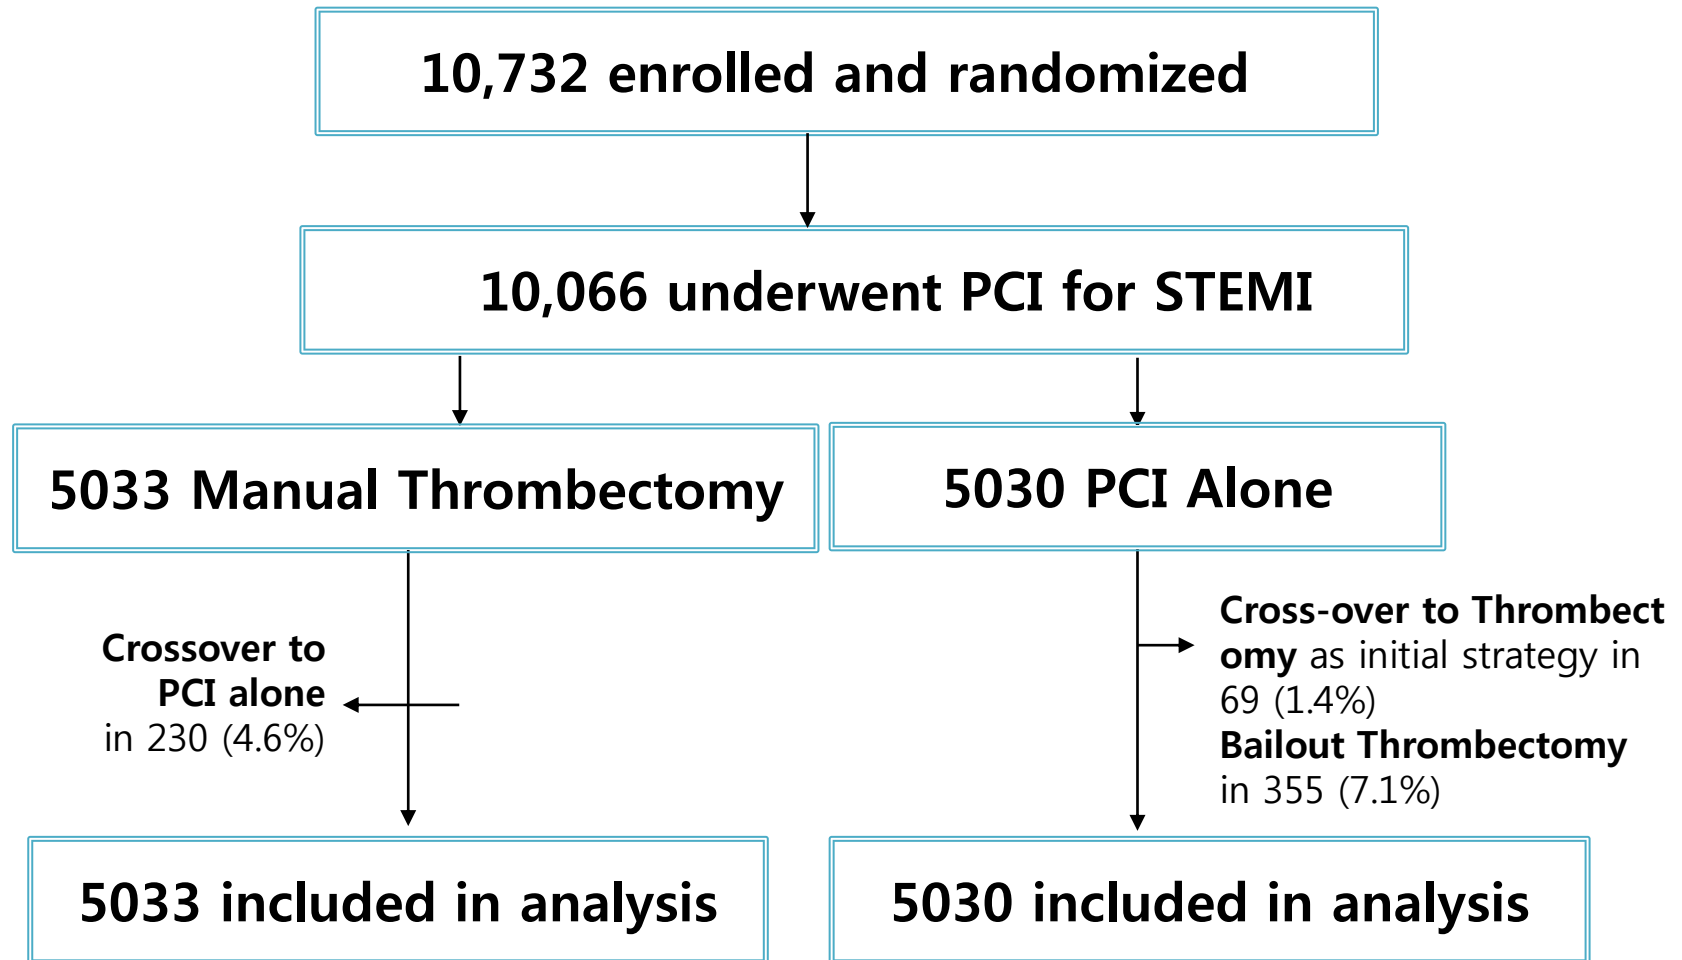 10,732 enrolled and randomized
10,066 underwent PCI for STEMI
5033 Manual Thrombectomy
5030 PCI Alone
Crossover to
PCI alone
in 230 (4.6%)
Cross-over to Thrombect
omy as initial strategy in
69 (1.4%)
Bailout Thrombectomy
in 355 (7.1%)
5033 included in analysis
5030 included in analysis